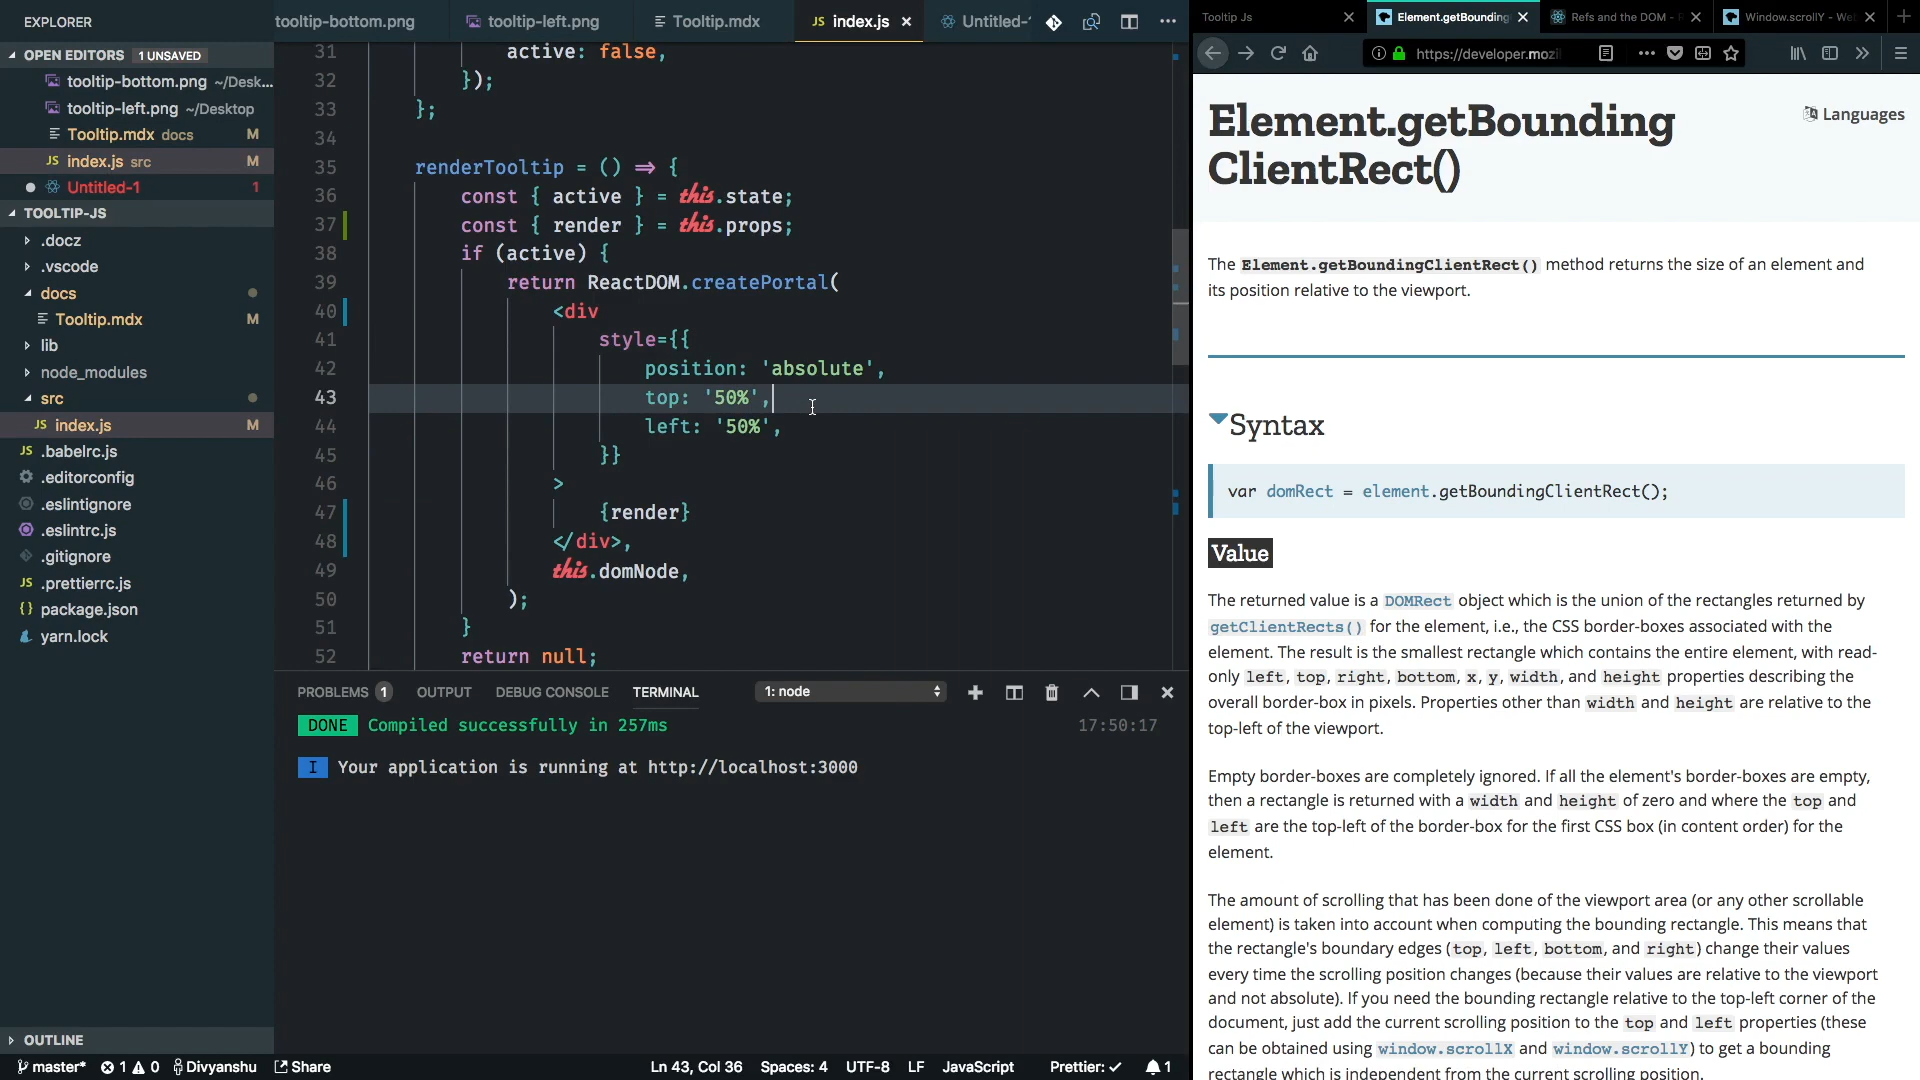 EXPLORER
OPEN EDITORS 1 UNSAVED
tooltip-bottom.png ~/Desk...
tooltip-left.png ~/Desktop
Tooltip.mdx docs M
JS index.js src M
Untitled-1 1
TOOLTIP-JS
.docz
.vscode
docs
Tooltip.mdx M
lib
node_modules
src
JS index.js M
JS .babelrc.js
.editorconfig
.eslintignore
.eslintrc.js
.gitignore
JS .prettierrc.js
{} package.json
yarn.lock
OUTLINE
tooltip-bottom.png tooltip-left.png Tooltip.mdx JS index.js Untitled-
31 active: false,
32 });
33 };
34
35 renderTooltip = () => {
36 const { active } = this.state;
37 const { render } = this.props;
38 if (active) {
39 return ReactDOM.createPortal(
40 <div
41 style={{
42 position: 'absolute',
43 top: '50%',
44 left: '50%',
45 }}
46 >
47 {render}
48 </div>,
49 this.domNode,
50 );
51 }
52 return null;
PROBLEMS 1 OUTPUT DEBUG CONSOLE TERMINAL 1: node
DONE Compiled successfully in 257ms 17:50:17
I Your application is running at http://localhost:3000
master* 1 0 Divyanshu Share Ln 43, Col 36 Spaces: 4 UTF-8 LF JavaScript Prettier: ✓ 1
Tooltip Js Element.getBounding Refs and the DOM - Window.scrollY - We
https://developer.mozil
Element.getBounding
ClientRect()
Languages
The Element.getBoundingClientRect() method returns the size of an element and
its position relative to the viewport.
Syntax
var domRect = element.getBoundingClientRect();
Value
The returned value is a DOMRect object which is the union of the rectangles returned by
getClientRects() for the element, i.e., the CSS border-boxes associated with the
element. The result is the smallest rectangle which contains the entire element, with read-
only left, top, right, bottom, x, y, width, and height properties describing the
overall border-box in pixels. Properties other than width and height are relative to the
top-left of the viewport.
Empty border-boxes are completely ignored. If all the element's border-boxes are empty,
then a rectangle is returned with a width and height of zero and where the top and
left are the top-left of the border-box for the first CSS box (in content order) for the
element.
The amount of scrolling that has been done of the viewport area (or any other scrollable
element) is taken into account when computing the bounding rectangle. This means that
the rectangle's boundary edges (top, left, bottom, and right) change their values
every time the scrolling position changes (because their values are relative to the viewport
and not absolute). If you need the bounding rectangle relative to the top-left corner of the
document, just add the current scrolling position to the top and left properties (these
can be obtained using window.scrollX and window.scrollY) to get a bounding
rectangle which is independent from the current scrolling position.